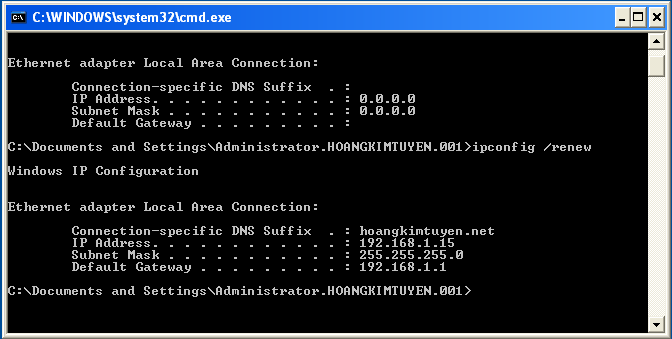 C:\WINDOWS\system32\cmd.exe
Ethernet adapter Local Area Connection:
Connection-specific DNS Suffix  . :
IP Address. . . . . . . . . . . . : 0.0.0.0
Subnet Mask . . . . . . . . . . . : 0.0.0.0
Default Gateway . . . . . . . . . :
C:\Documents and Settings\Administrator.HOANGKIMTUYEN.001>ipconfig /renew
Windows IP Configuration
Ethernet adapter Local Area Connection:
Connection-specific DNS Suffix  . : hoangkimtuyen.net
IP Address. . . . . . . . . . . . : 192.168.1.15
Subnet Mask . . . . . . . . . . . : 255.255.255.0
Default Gateway . . . . . . . . . : 192.168.1.1
C:\Documents and Settings\Administrator.HOANGKIMTUYEN.001>